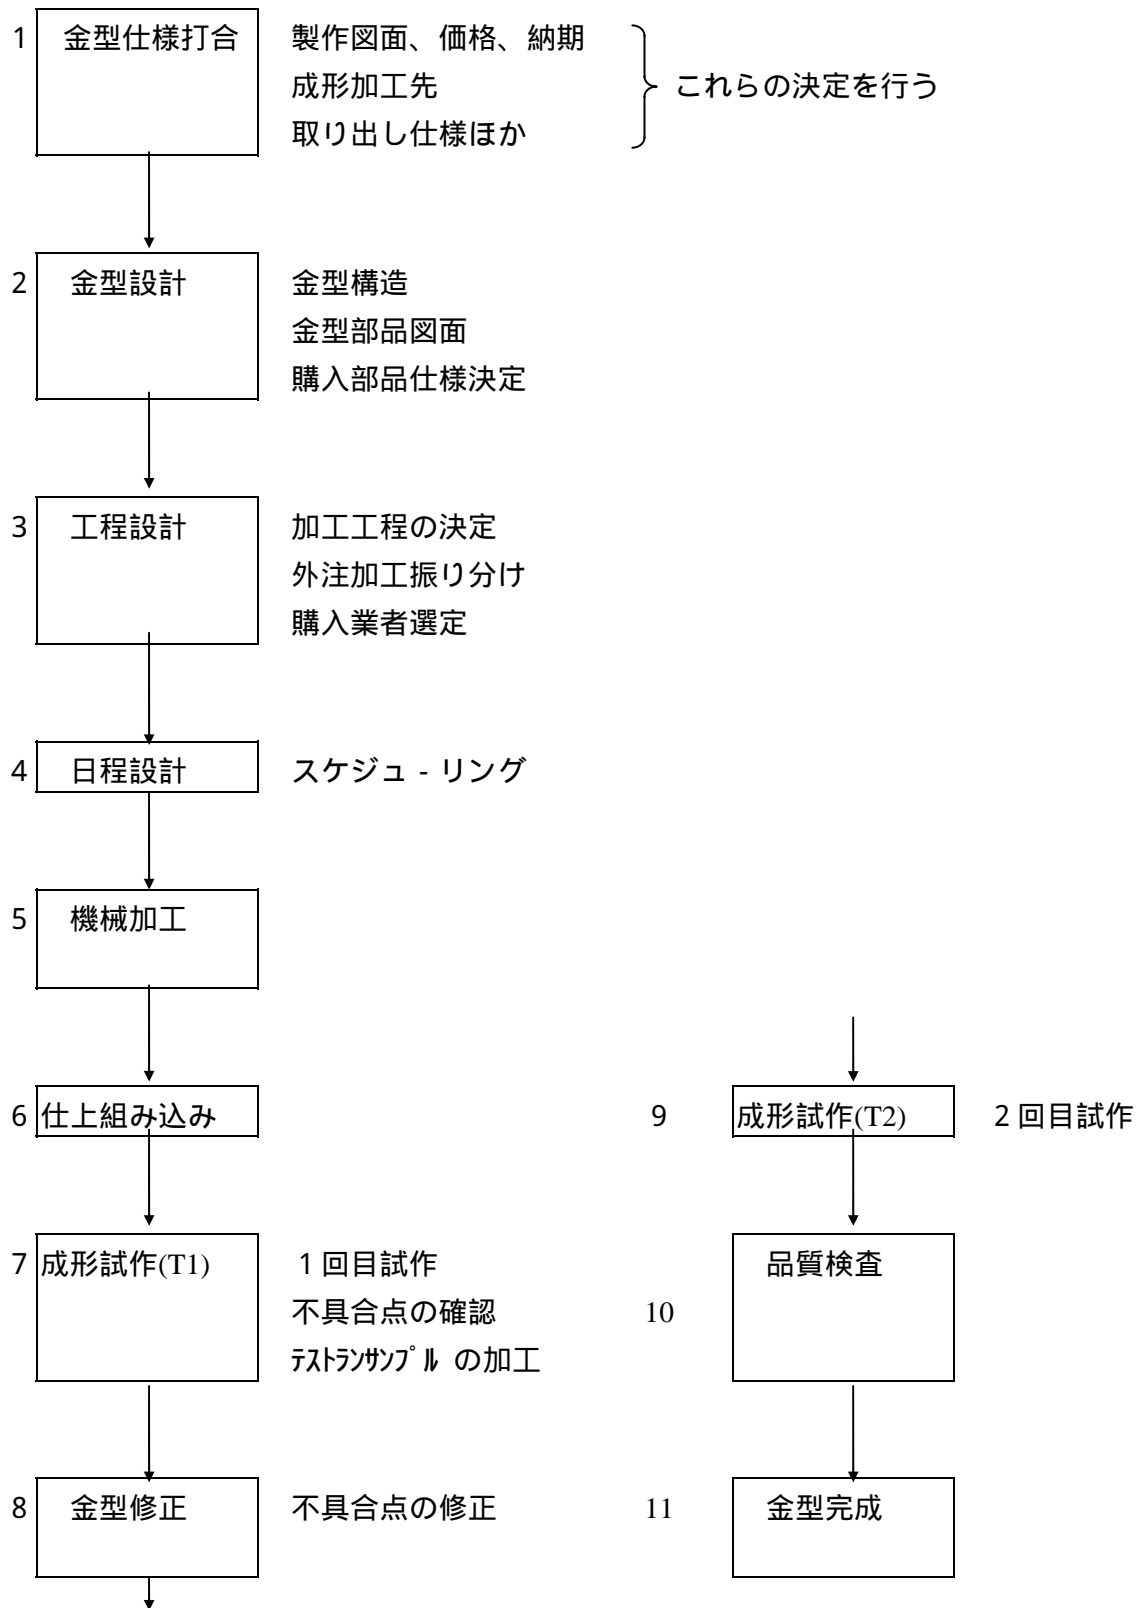 1 金型仕様打合 製作図面、価格、納期
成形加工先 これらの決定を行う
取り出し仕様ほか
2 金型設計 金型構造
金型部品図面
購入部品仕様決定
3 工程設計 加工工程の決定
外注加工振り分け
購入業者選定
4 日程設計 スケジュ-リング
5 機械加工
6 仕上組み込み
7 成形試作(T1) 1回目試作
不具合点の確認
ﾃｽﾄﾗﾝｻﾝﾌﾟﾙ の加工
8 金型修正 不具合点の修正
9 成形試作(T2) 2回目試作
品質検査
10
11 金型完成